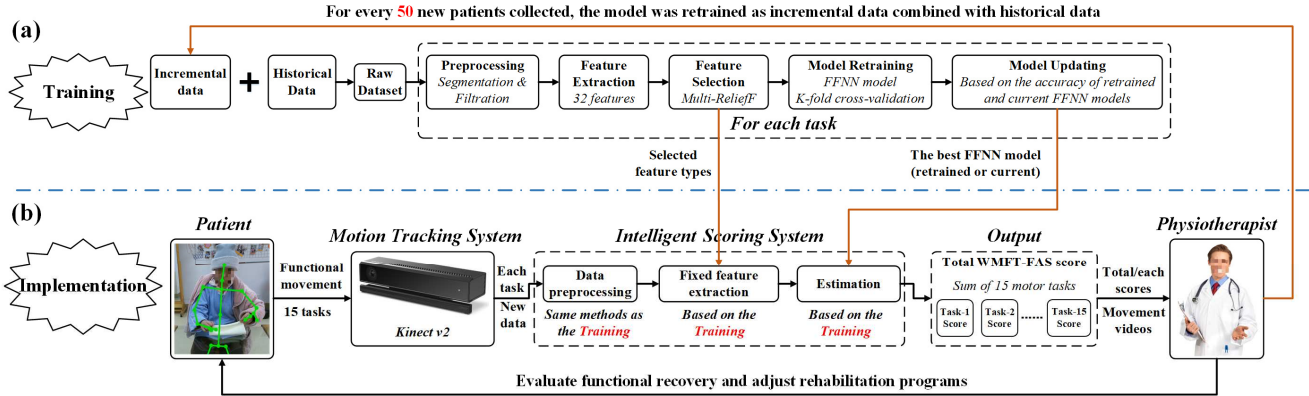 For every 50 new patients collected, the model was retrained as incremental data combined with historical data
(a)
Training
Incremental
data
+
Historical
Data
Raw
Dataset
Preprocessing
Segmentation &
Filtration
Feature
Extraction
32 features
Feature
Selection
Multi-ReliefF
Model Retraining
FFNN model
K-fold cross-validation
Model Updating
Based on the accuracy of retrained
and current FFNN models
For each task
Selected
feature types
The best FFNN model
(retrained or current)
(b)
Implementation
Patient
Functional
movement
15 tasks
Motion Tracking System
Kinect v2
Each
task
New
data
Intelligent Scoring System
Data
preprocessing
Same methods as
the Training
Fixed feature
extraction
Based on the
Training
Estimation
Based on the
Training
Output
Total WMFT-FAS score
Sum of 15 motor tasks
Task-1
Score
Task-2
Score
......
Task-15
Score
Total/each
scores
Movement
videos
Physiotherapist
Evaluate functional recovery and adjust rehabilitation programs